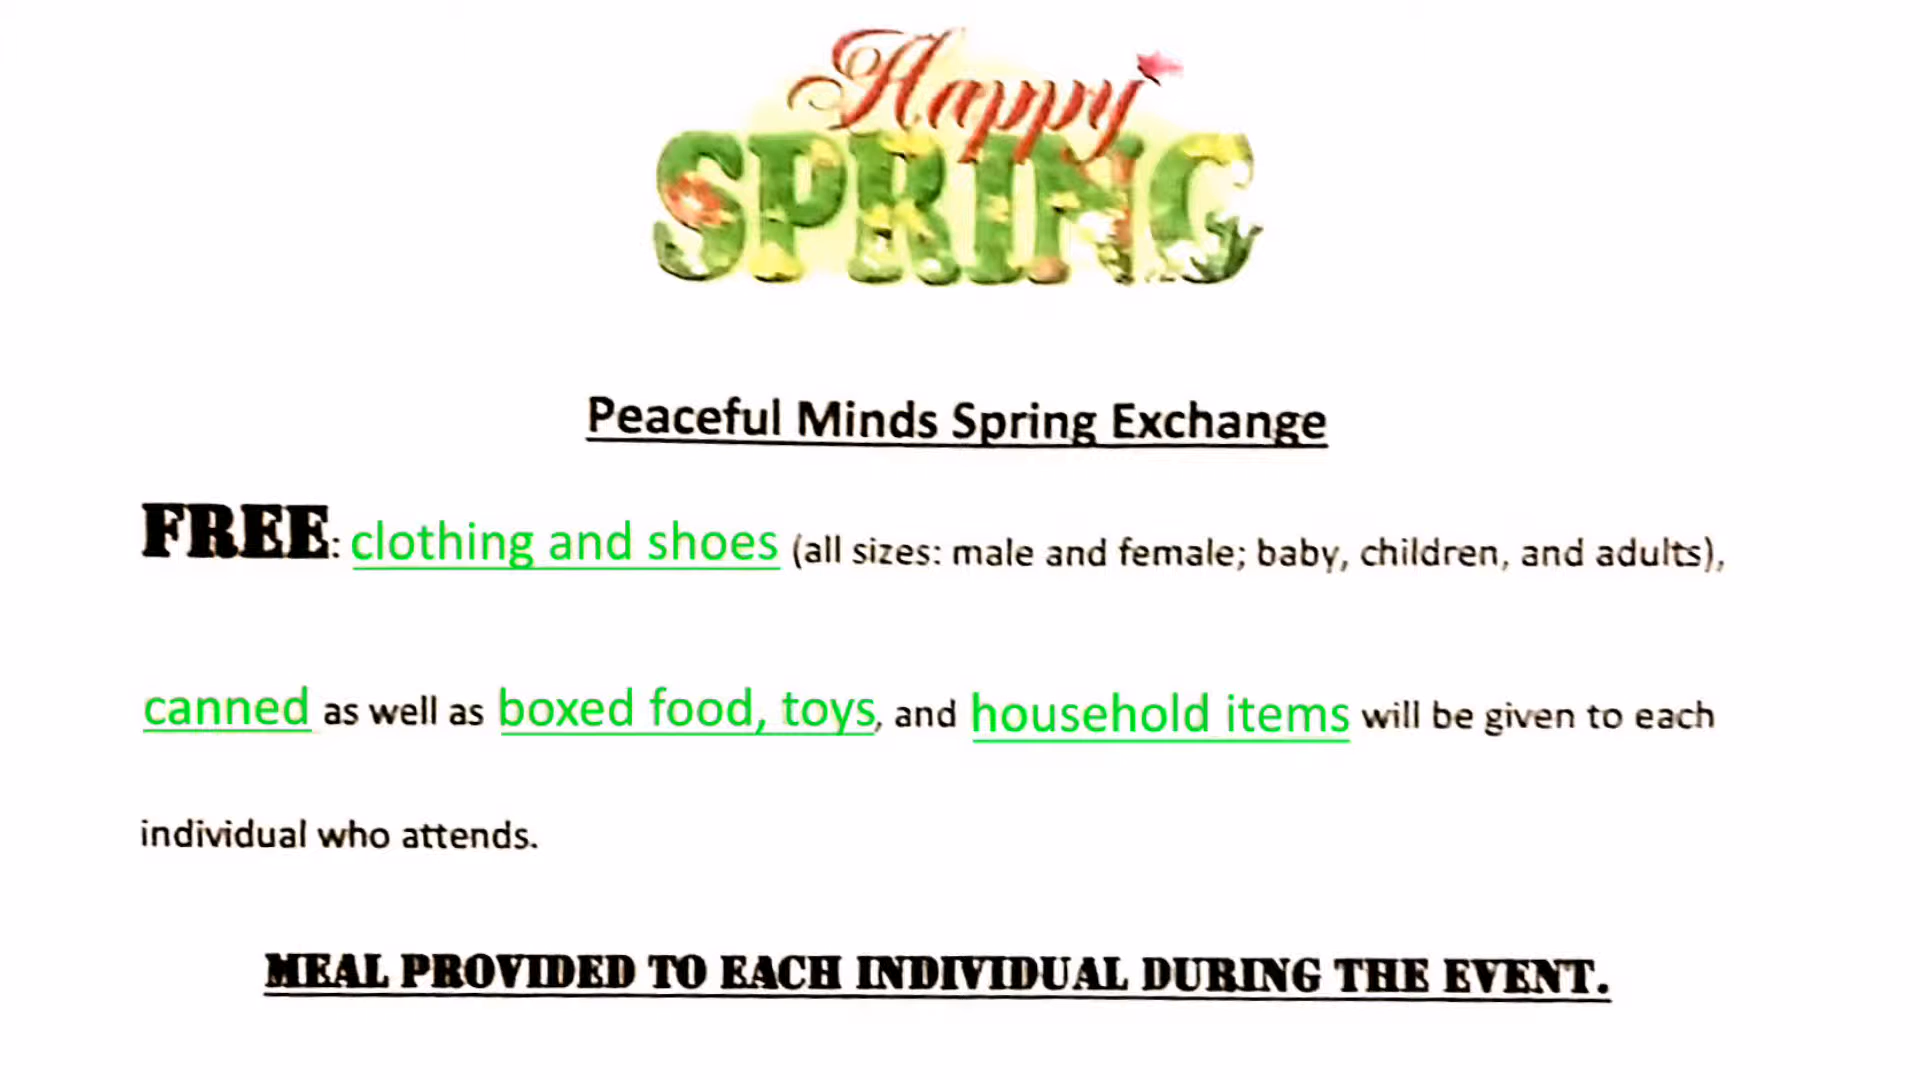 Happy
SPRING
Peaceful Minds Spring Exchange
FREE: clothing and shoes (all sizes: male and female; baby, children, and adults),
canned as well as boxed food, toys, and household items will be given to each
individual who attends.
MEAL PROVIDED TO EACH INDIVIDUAL DURING THE EVENT.